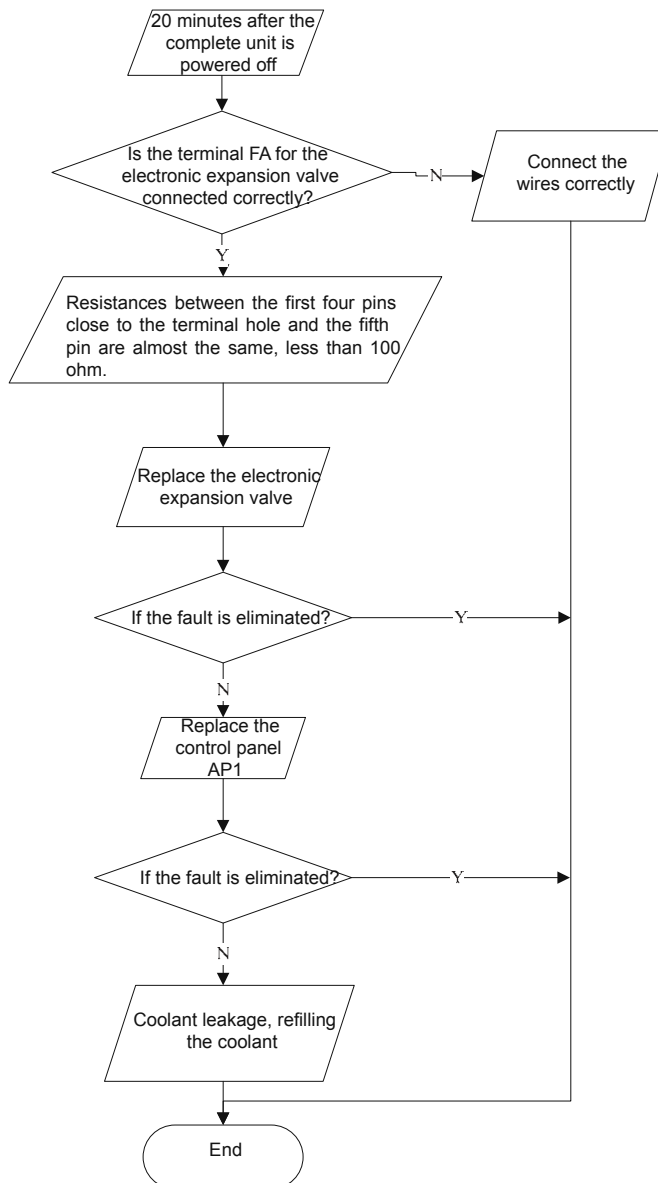 20 minutes after the
complete unit is
powered off
Is the terminal FA for the
electronic expansion valve
connected correctly?
N
Connect the
wires correctly
Y
Resistances between the first four pins
close to the terminal hole and the fifth
pin are almost the same, less than 100
ohm.
Replace the electronic
expansion valve
If the fault is eliminated?
Y
N
Replace the
control panel
AP1
If the fault is eliminated?
Y
N
Coolant leakage, refilling
the coolant
End